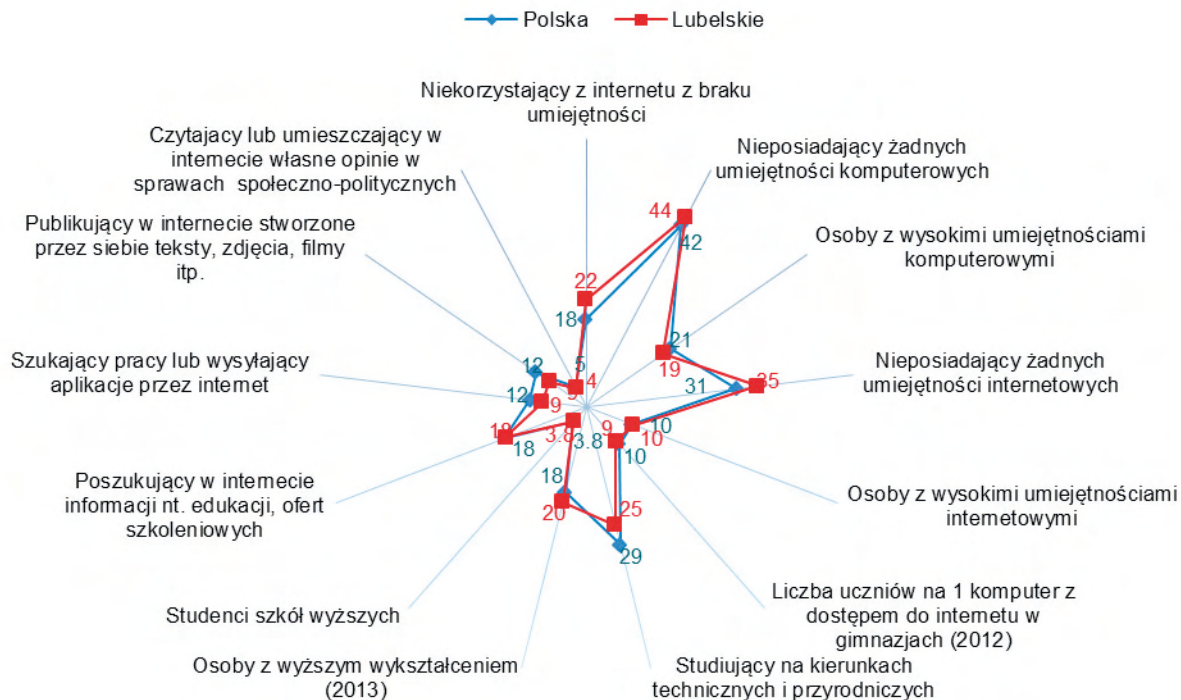 Polska
Lubelskie
Niekorzystający z internetu z braku
umiejętności
Nieposiadający żadnych
umiejętności komputerowych
Osoby z wysokimi umiejętnościami
komputerowymi
Nieposiadający żadnych
umiejętności internetowych
Osoby z wysokimi umiejętnościami
internetowymi
Liczba uczniów na 1 komputer z
dostępem do internetu w
gimnazjach (2012)
Studiujący na kierunkach
technicznych i przyrodniczych
Osoby z wyższym wykształceniem
(2013)
Studenci szkół wyższych
Poszukujący w internecie
informacji nt. edukacji, ofert
szkoleniowych
Szukający pracy lub wysyłający
aplikacje przez internet
Publikujący w internecie stworzone
przez siebie teksty, zdjęcia, filmy
itp.
Czytajacy lub umieszczający w
internecie własne opinie w
sprawach społeczno-politycznych
22
18
44
42
21
19
31
35
10
10
9
10
25
29
18
20
3.8
3.8
18
18
12
9
12
9
5
4